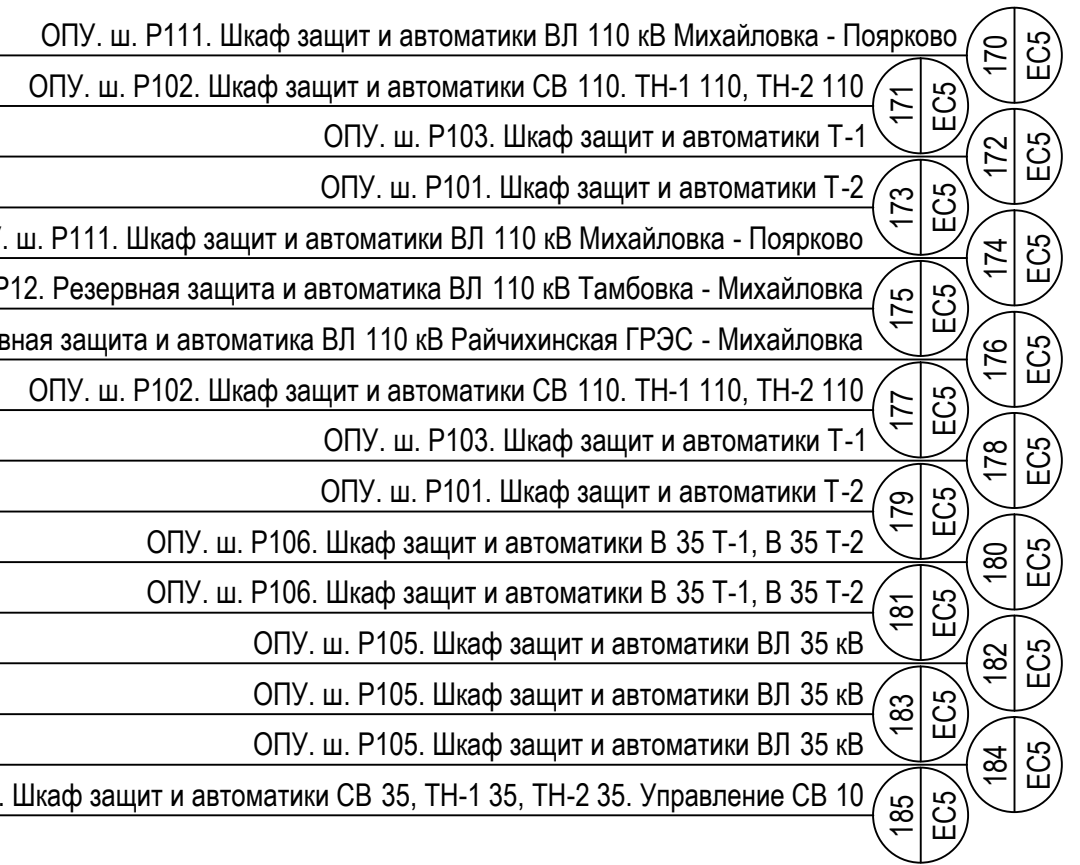 ОПУ. ш. Р111. Шкаф защит и автоматики ВЛ 110 кВ Михайловка - Поярково
170 ЕС5
ОПУ. ш. Р102. Шкаф защит и автоматики СВ 110. ТН-1 110, ТН-2 110
171 ЕС5
ОПУ. ш. Р103. Шкаф защит и автоматики Т-1
172 ЕС5
ОПУ. ш. Р101. Шкаф защит и автоматики Т-2
173 ЕС5
ш. Р111. Шкаф защит и автоматики ВЛ 110 кВ Михайловка - Поярково
174 ЕС5
Р12. Резервная защита и автоматика ВЛ 110 кВ Тамбовка - Михайловка
175 ЕС5
защита и автоматика ВЛ 110 кВ Райчихинская ГРЭС - Михайловка
176 ЕС5
ОПУ. ш. Р102. Шкаф защит и автоматики СВ 110. ТН-1 110, ТН-2 110
177 ЕС5
ОПУ. ш. Р103. Шкаф защит и автоматики Т-1
178 ЕС5
ОПУ. ш. Р101. Шкаф защит и автоматики Т-2
179 ЕС5
ОПУ. ш. Р106. Шкаф защит и автоматики В 35 Т-1, В 35 Т-2
180 ЕС5
ОПУ. ш. Р106. Шкаф защит и автоматики В 35 Т-1, В 35 Т-2
181 ЕС5
ОПУ. ш. Р105. Шкаф защит и автоматики ВЛ 35 кВ
182 ЕС5
ОПУ. ш. Р105. Шкаф защит и автоматики ВЛ 35 кВ
183 ЕС5
ОПУ. ш. Р105. Шкаф защит и автоматики ВЛ 35 кВ
184 ЕС5
. Шкаф защит и автоматики СВ 35, ТН-1 35, ТН-2 35. Управление СВ 10
185 ЕС5